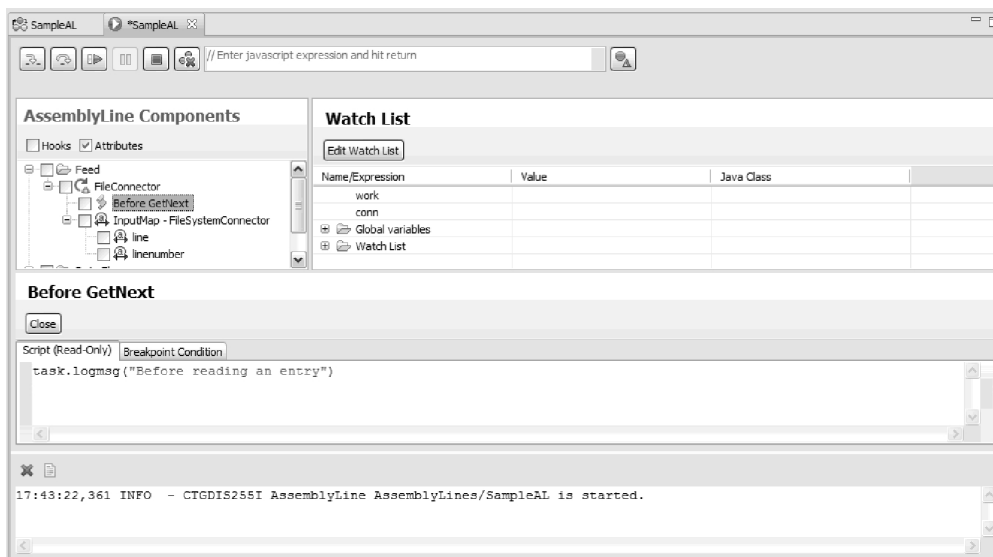 SampleAL *SampleAL
// Enter javascript expression and hit return
AssemblyLine Components
Hooks Attributes
Feed
FileConnector
Before GetNext
InputMap - FileSystemConnector
line
linenumber
Watch List
Edit Watch List
Name/Expression Value Java Class
work
conn
Global variables
Watch List
Before GetNext
Close
Script (Read-Only) Breakpoint Condition
task.logmsg("Before reading an entry")
17:43:22,361 INFO - CTGDIS255I AssemblyLine AssemblyLines/SampleAL is started.